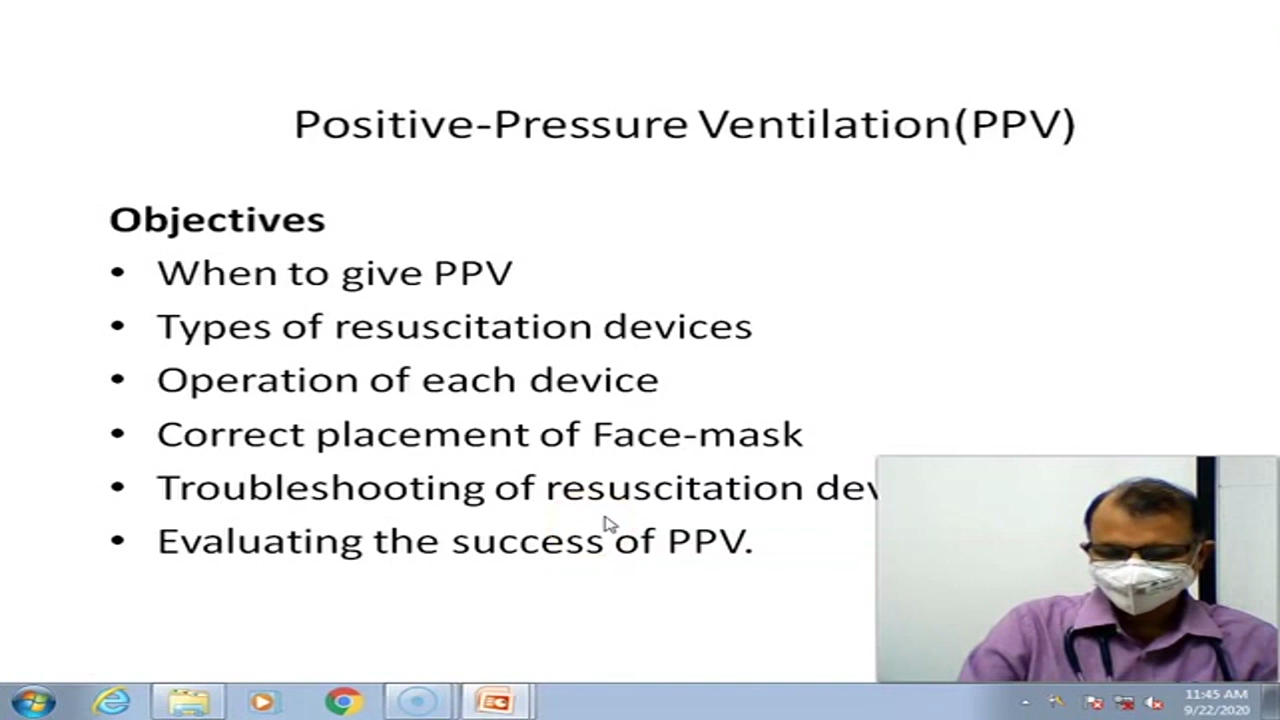 Positive-Pressure Ventilation(PPV)
Objectives
• When to give PPV
• Types of resuscitation devices
• Operation of each device
• Correct placement of Face-mask
• Troubleshooting of resuscitation
• Evaluating the success of PPV.
11:45 AM
9/22/2020